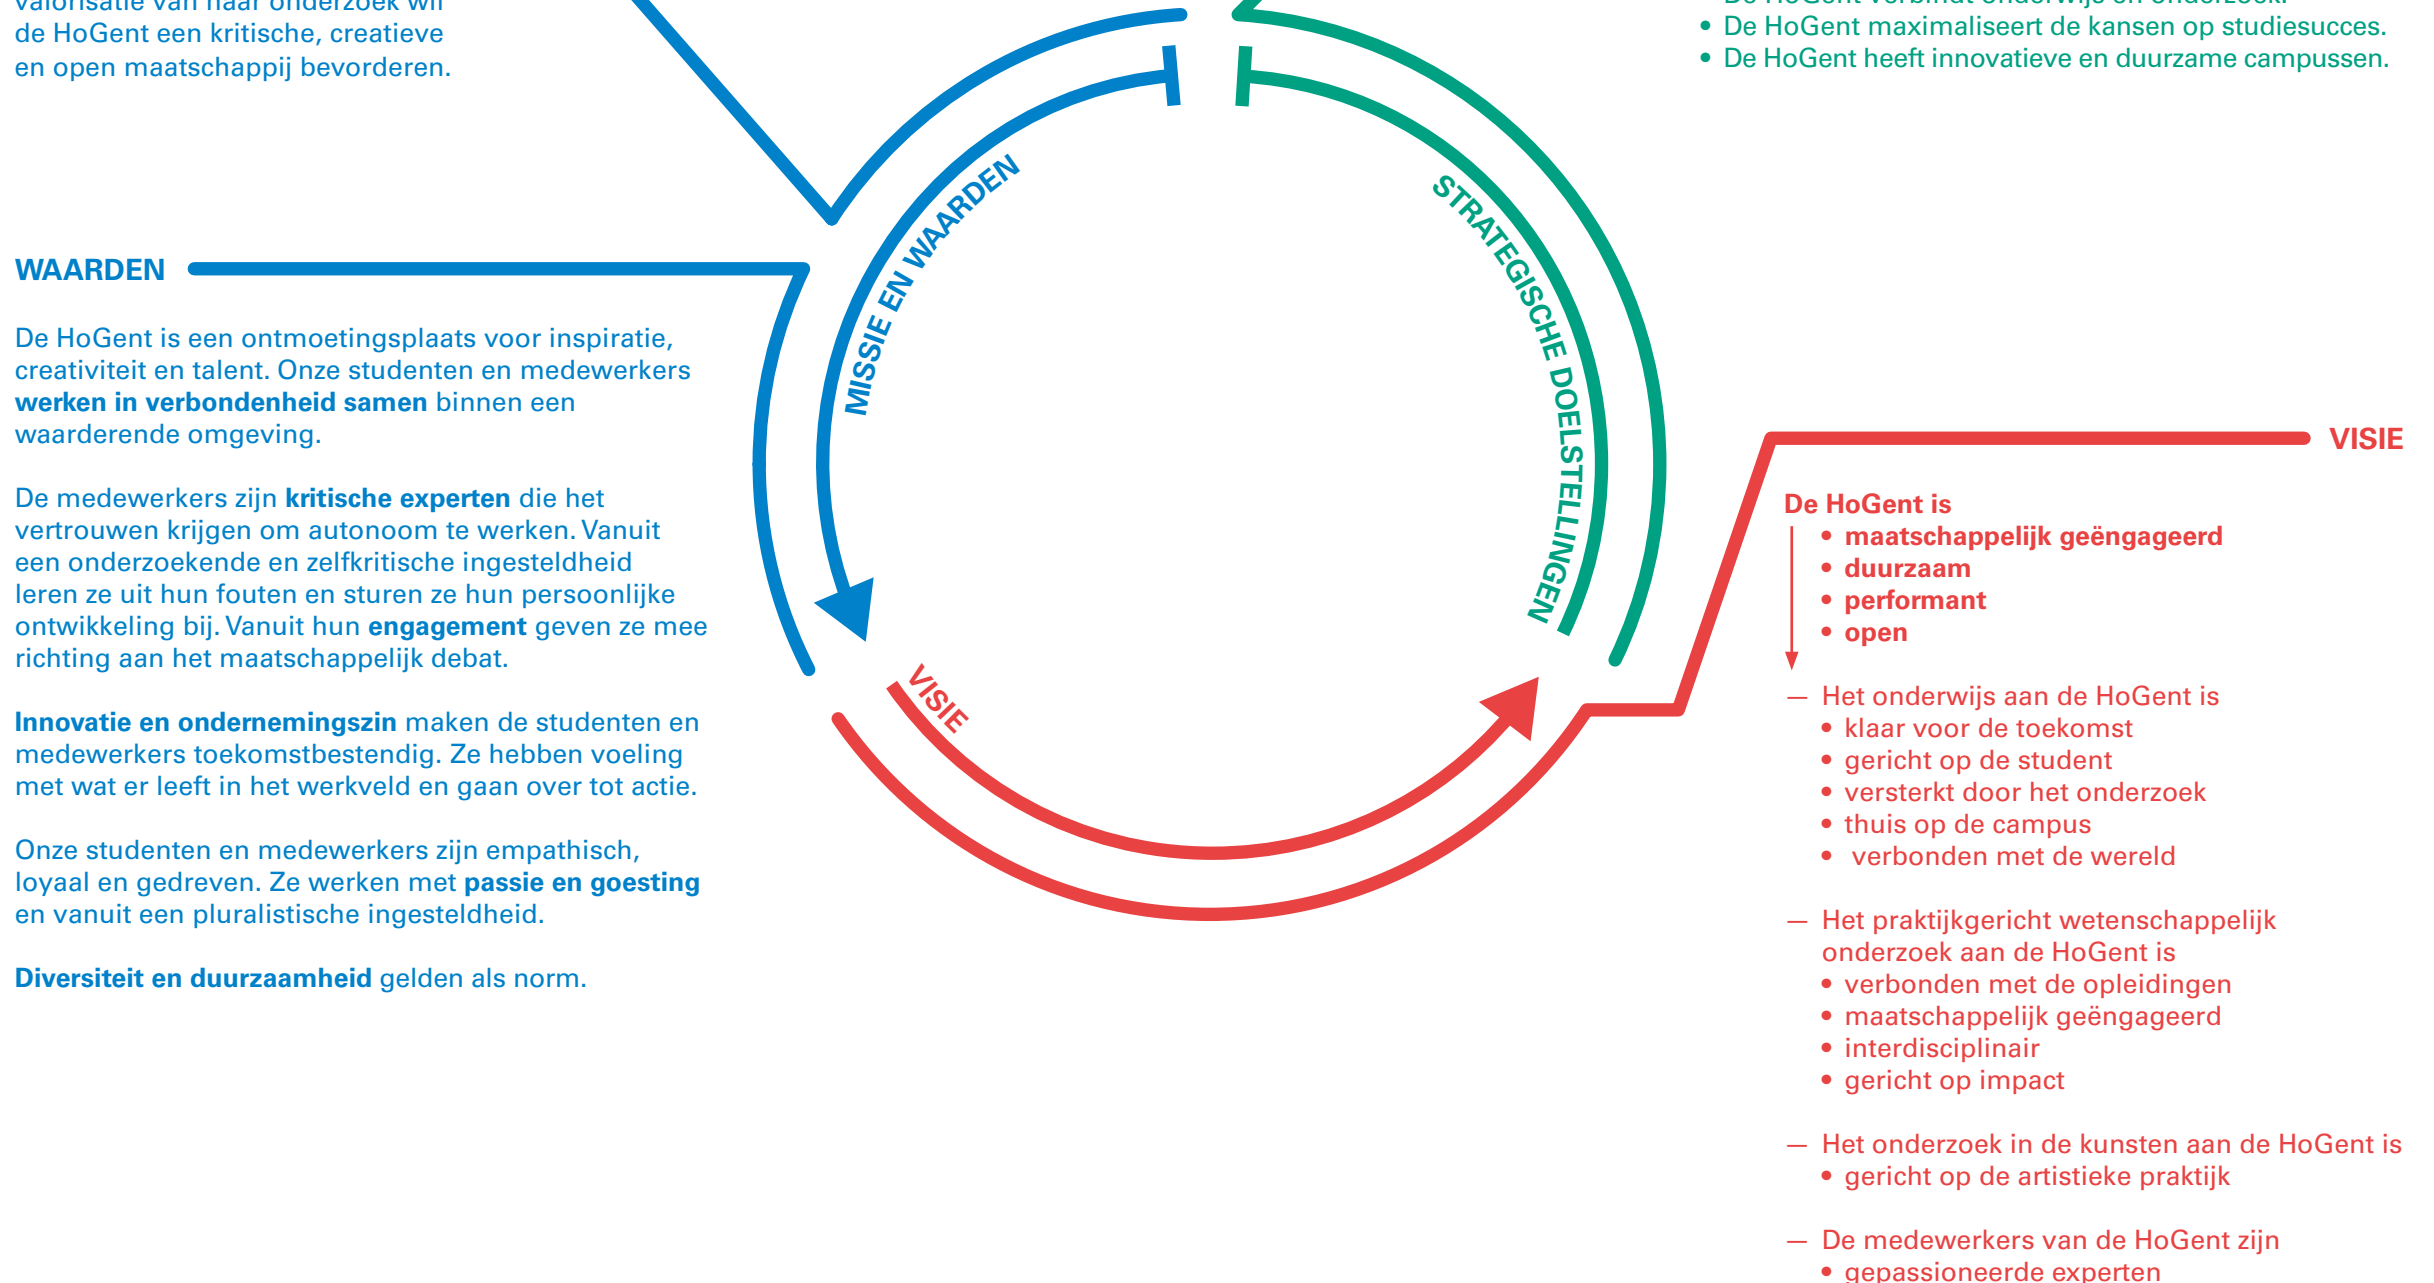 valorisatie van haar onderzoek wil
de HoGent een kritische, creatieve
en open maatschappij bevorderen.
WAARDEN
De HoGent is een ontmoetingsplaats voor inspiratie,
creativiteit en talent. Onze studenten en medewerkers
werken in verbondenheid samen binnen een
waarderende omgeving.
De medewerkers zijn kritische experten die het
vertrouwen krijgen om autonoom te werken. Vanuit
een onderzoekende en zelfkritische ingesteldheid
leren ze uit hun fouten en sturen ze hun persoonlijke
ontwikkeling bij. Vanuit hun engagement geven ze mee
richting aan het maatschappelijk debat.
Innovatie en ondernemingszin maken de studenten en
medewerkers toekomstbestendig. Ze hebben voeling
met wat er leeft in het werkveld en gaan over tot actie.
Onze studenten en medewerkers zijn empathisch,
loyaal en gedreven. Ze werken met passie en goesting
en vanuit een pluralistische ingesteldheid.
Diversiteit en duurzaamheid gelden als norm.
MISSIE EN WAARDEN
STRATEGISCHE DOELSTELLINGEN
VISIE
De HoGent verbindt onderwijs en onderzoek.
• De HoGent maximaliseert de kansen op studiesucces.
• De HoGent heeft innovatieve en duurzame campussen.
VISIE
De HoGent is
• maatschappelijk geëngageerd
• duurzaam
• performant
• open
— Het onderwijs aan de HoGent is
• klaar voor de toekomst
• gericht op de student
• versterkt door het onderzoek
• thuis op de campus
• verbonden met de wereld
— Het praktijkgericht wetenschappelijk
onderzoek aan de HoGent is
• verbonden met de opleidingen
• maatschappelijk geëngageerd
• interdisciplinair
• gericht op impact
— Het onderzoek in de kunsten aan de HoGent is
• gericht op de artistieke praktijk
— De medewerkers van de HoGent zijn
• gepassioneerde experten